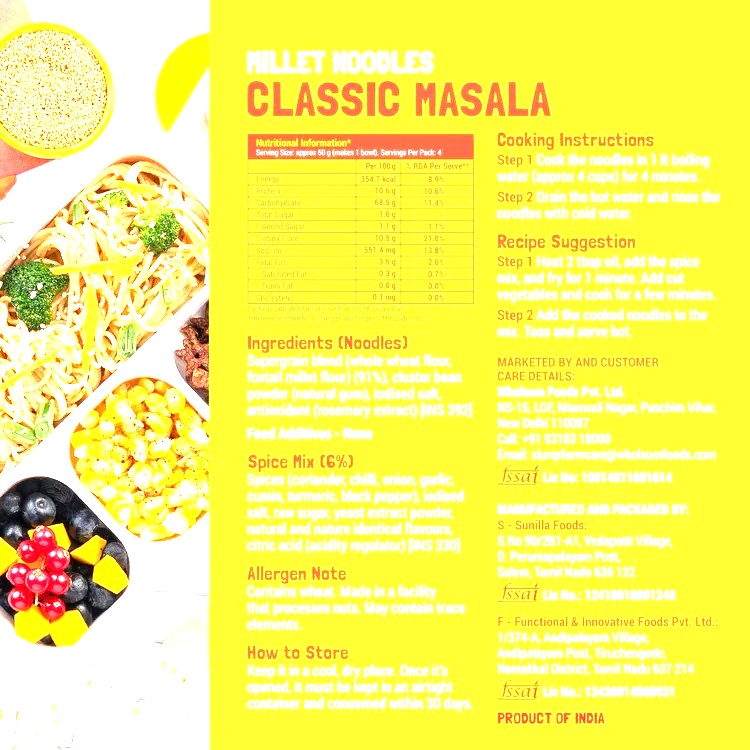 MILLET NOODLES
CLASSIC MASALA
Nutritional Information*
Serving Size: approx 60 g (makes 1 bowl). Servings Per Pack: 4
Per 100 g % RDA Per Serve**
Energy 354.7 kcal 8.9%
Protein 10.6 g 10.6%
Carbohydrate 68.5 g 11.4%
Total Sugar 1.6 g
Added Sugar 1.1 g 1.1%
Dietary Fibre 10.5 g 21.0%
Sodium 551.4 mg 13.8%
Total Fat 3.5 g 2.6%
Saturated Fat 0.3 g 0.7%
Trans Fat 0.0 g 0.0%
Cholesterol 0.1 mg 0.0%
Ingredients (Noodles)
Supergrain blend (whole wheat flour,
foxtail millet flour) (91%), cluster bean
powder (natural gum), iodised salt,
antioxidant (rosemary extract) [INS 392]
Food Additives - None
Spice Mix (6%)
Spices (coriander, chilli, onion, garlic,
cumin, turmeric, black pepper), iodised
salt, raw sugar, yeast extract powder,
natural and nature identical flavours,
citric acid (acidity regulator) [INS 330]
Allergen Note
Contains wheat. Made in a facility
that processes nuts. May contain trace
elements.
How to Store
Keep it in a cool, dry place. Once it's
opened, it must be kept in an airtight
container and consumed within 30 days.
Cooking Instructions
Step 1 Cook the noodles in 1 lt boiling
water (approx 4 cups) for 4 minutes.
Step 2 Drain the hot water and rinse the
noodles with cold water.
Recipe Suggestion
Step 1 Heat 2 tbsp oil, add the spice
mix, and fry for 1 minute. Add cut
vegetables and cook for a few minutes.
Step 2 Add the cooked noodles to the
mix. Toss and serve hot.
MARKETED BY AND CUSTOMER
CARE DETAILS:
Wholsum Foods Pvt. Ltd.
HS-15, LGF, Nagar, Paschim Vihar,
New Delhi 110087
Call: +91 93183 18000
Email: slurrpfarmcare@wholsumfoods.com
fssai Lic No:
MANUFACTURED AND PACKAGED BY:
S - Sunilla Foods:
S.No 90/281-A1, Village,
Post,
Salem, Tamil Nadu 636 122
fssai Lic No.:
F - Functional & Innovative Foods Pvt. Ltd.:
1/374-A, Andipalayam Village,
Andipalayam Post, Tiruchengode,
Namakkal District, Tamil Nadu 637 214
fssai Lic No.:
PRODUCT OF INDIA